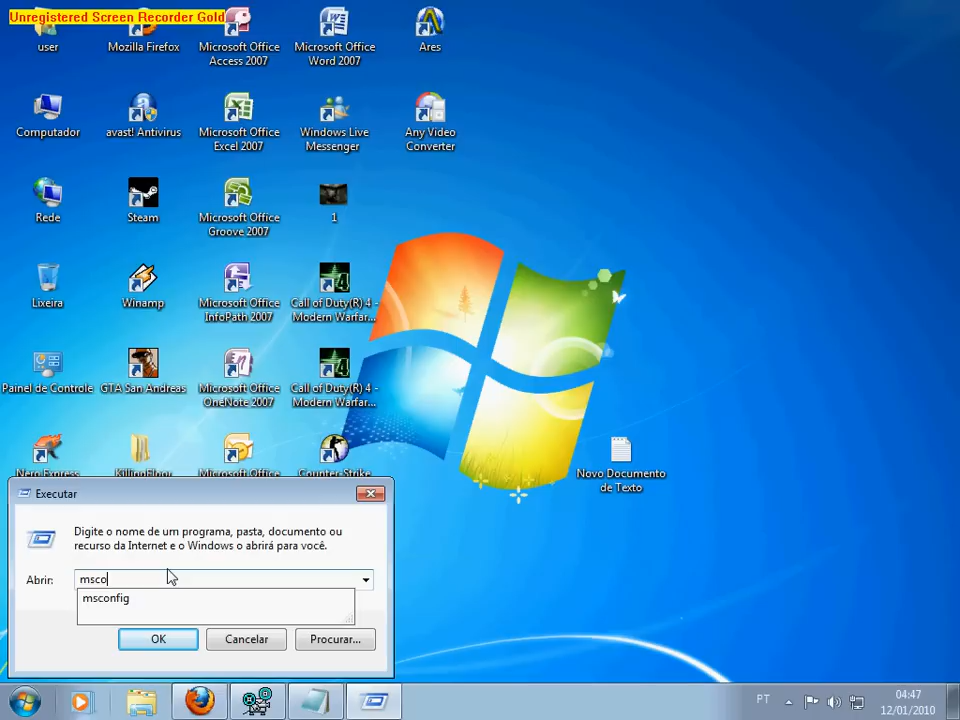 Unregistered Screen Recorder Gold
user
Mozilla Firefox
Microsoft Office
Access 2007
Microsoft Office
Word 2007
Ares
Computador
avast! Antivirus
Microsoft Office
Excel 2007
Windows Live
Messenger
Any Video
Converter
Rede
Steam
Microsoft Office
Groove 2007
1
Lixeira
Winamp
Microsoft Office
InfoPath 2007
Call of Duty(R) 4 -
Modern Warfar...
Painel de Controle
GTA San Andreas
Microsoft Office
OneNote 2007
Call of Duty(R) 4 -
Modern Warfar...
Nero Express
KillingFloor
Microsoft Office
Counter-Strike
Novo Documento
de Texto
Executar
Digite o nome de um programa, pasta, documento ou
recurso da Internet e o Windows o abrirá para você.
Abrir:
msco
msconfig
OK
Cancelar
Procurar...
PT
04:47
12/01/2010